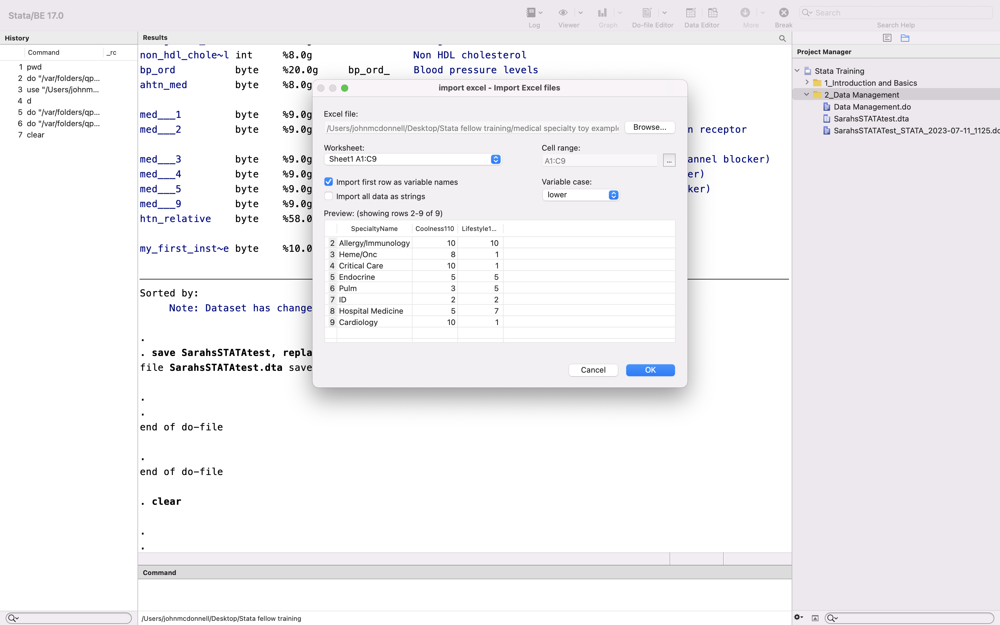 Stata/BE 17.0
Log
Viewer
Graph
Do-file Editor
Data Editor
More
Break
Search
Search Help
History
Command _rc
1 pwd
2 do "/var/folders/qp...
3 use "/Users/johnm...
4 d
5 do "/var/folders/qp...
6 do "/var/folders/qp...
7 clear
Results
non_hdl_chole~l int %8.0g Non HDL cholesterol
bp_ord byte %20.0g bp_ord_ Blood pressure levels
ahtn_med byte %8.0g
med___1 byte %9.0g
med___2 byte %9.0g n receptor
med___3 byte %9.0g annel blocker)
med___4 byte %9.0g er)
med___5 byte %9.0g ker)
med___9 byte %9.0g
htn_relative byte %58.0
my_first_inst~e byte %10.0
Sorted by:
Note: Dataset has change
.
. save SarahsSTATAtest, repla
file SarahsSTATAtest.dta save
.
.
end of do-file
.
end of do-file
. clear
.
.
import excel - Import Excel files
Excel file:
/Users/johnmcdonnell/Desktop/Stata fellow training/medical specialty toy example
Browse...
Worksheet:
Sheet1 A1:C9
Cell range:
A1:C9
...
Import first row as variable names
Import all data as strings
Variable case:
lower
Preview: (showing rows 2-9 of 9)
SpecialtyName Coolness110 Lifestyle1...
2 Allergy/Immunology 10 10
3 Heme/Onc 8 1
4 Critical Care 10 1
5 Endocrine 5 5
6 Pulm 3 5
7 ID 2 2
8 Hospital Medicine 5 7
9 Cardiology 10 1
Cancel
OK
Command
/Users/johnmcdonnell/Desktop/Stata fellow training
Project Manager
Stata Training
1_Introduction and Basics
2_Data Management
Data Management.do
SarahsSTATAtest.dta
SarahsSTATATest_STATA_2023-07-11_1125.do